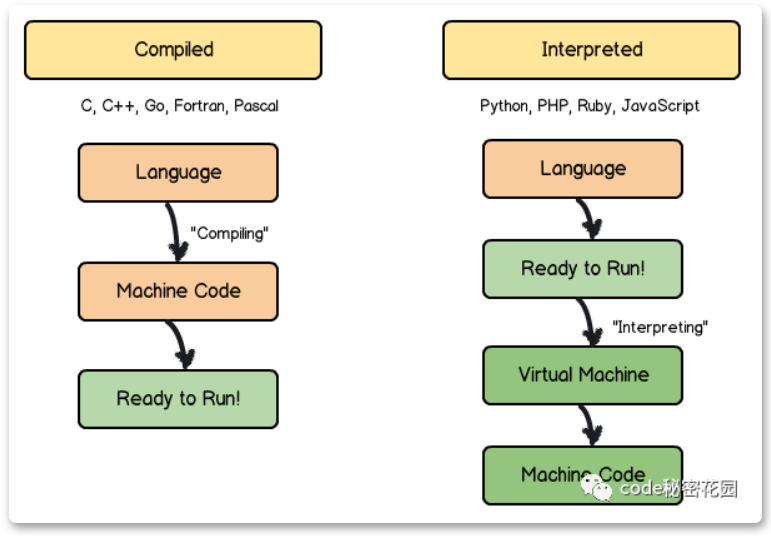 Compiled
C, C++, Go, Fortran, Pascal
Language
"Compiling"
Machine Code
Ready to Run!
Interpreted
Python, PHP, Ruby, JavaScript
Language
Ready to Run!
"Interpreting"
Virtual Machine
Machine Code
code秘密花园